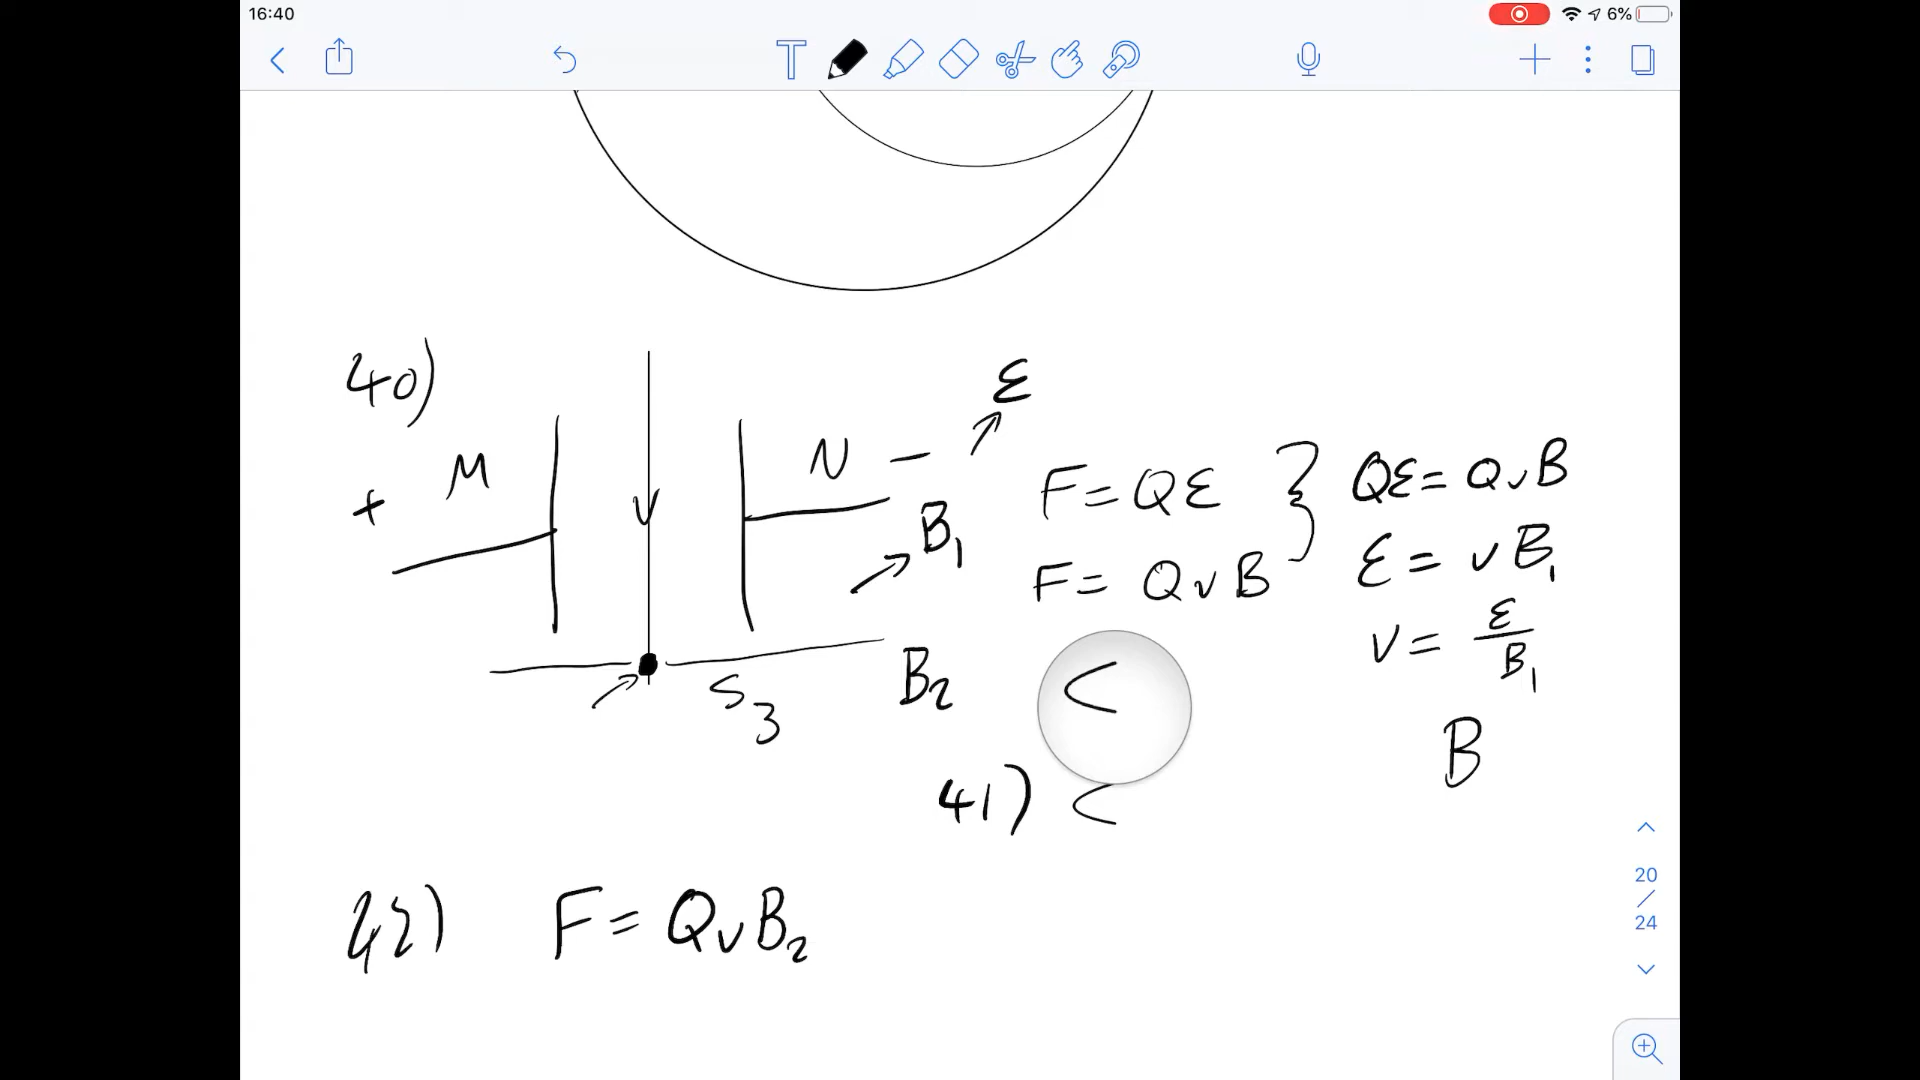 16:40
6%
T
40)
ε
M
N −
+
v
B₁
F = Qε
Qε = QvB
F = QvB
ε = vB₁
v = ε/B₁
S₃
B₂
C
B
41) C
42) F = QvB₂
20
/
24